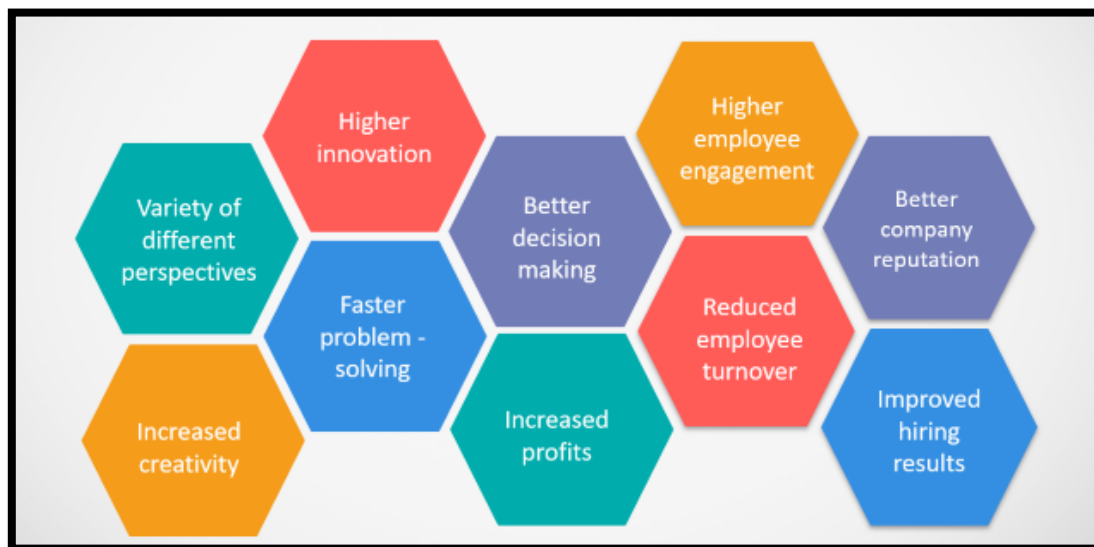 Variety of
different
perspectives
Increased
creativity
Higher
innovation
Faster
problem -
solving
Better
decision
making
Increased
profits
Higher
employee
engagement
Reduced
employee
turnover
Better
company
reputation
Improved
hiring
results